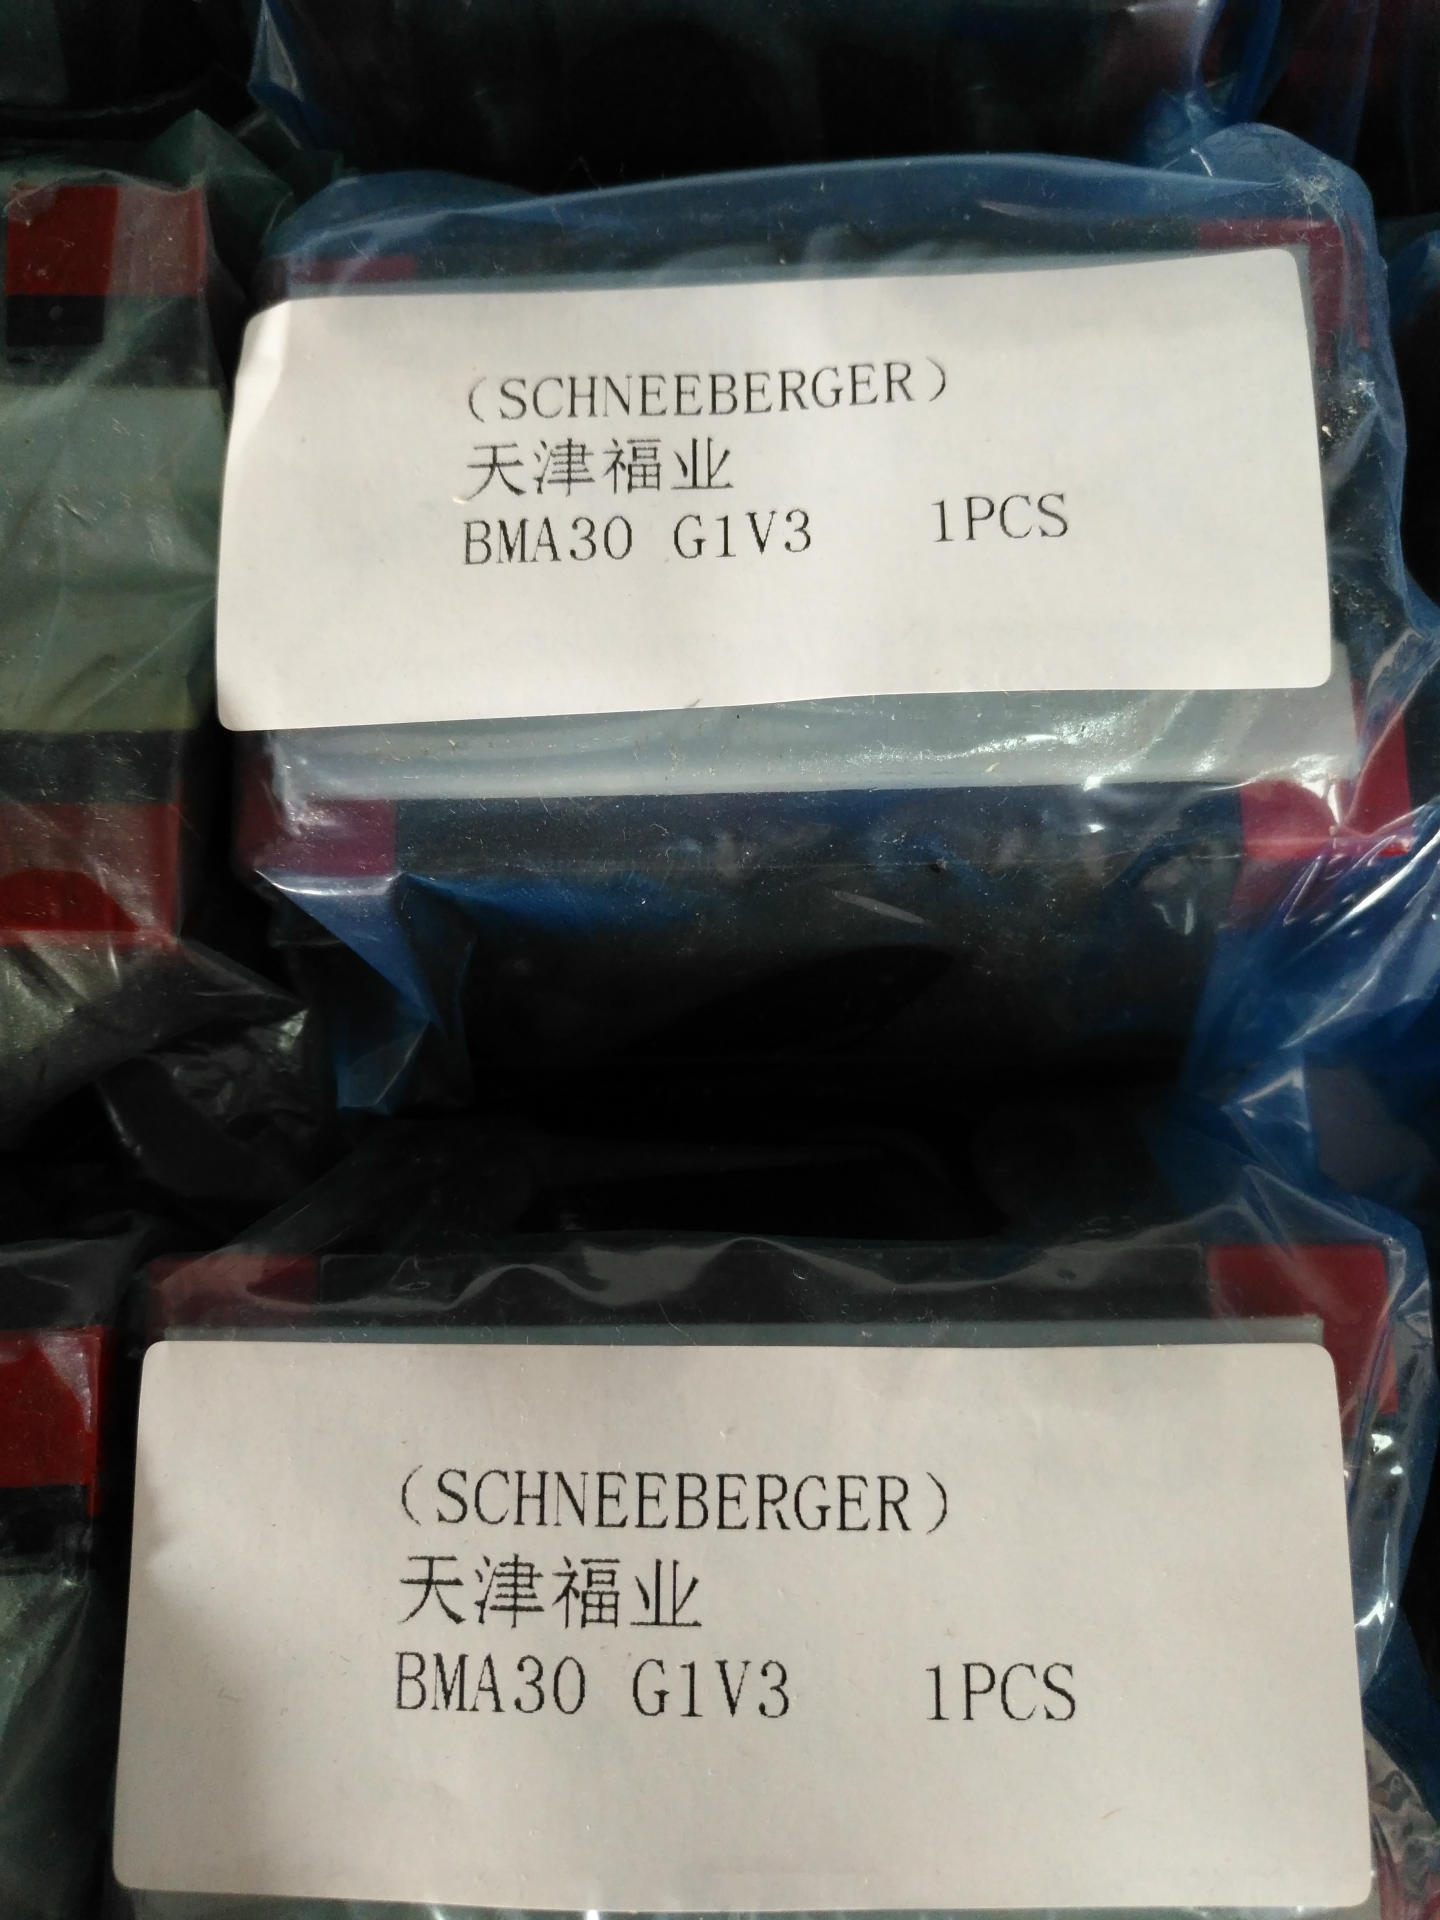 （SCHNEEBERGER）
天津福业
BMA30 G1V3 1PCS
（SCHNEEBERGER）
天津福业
BMA30 G1V3 1PCS